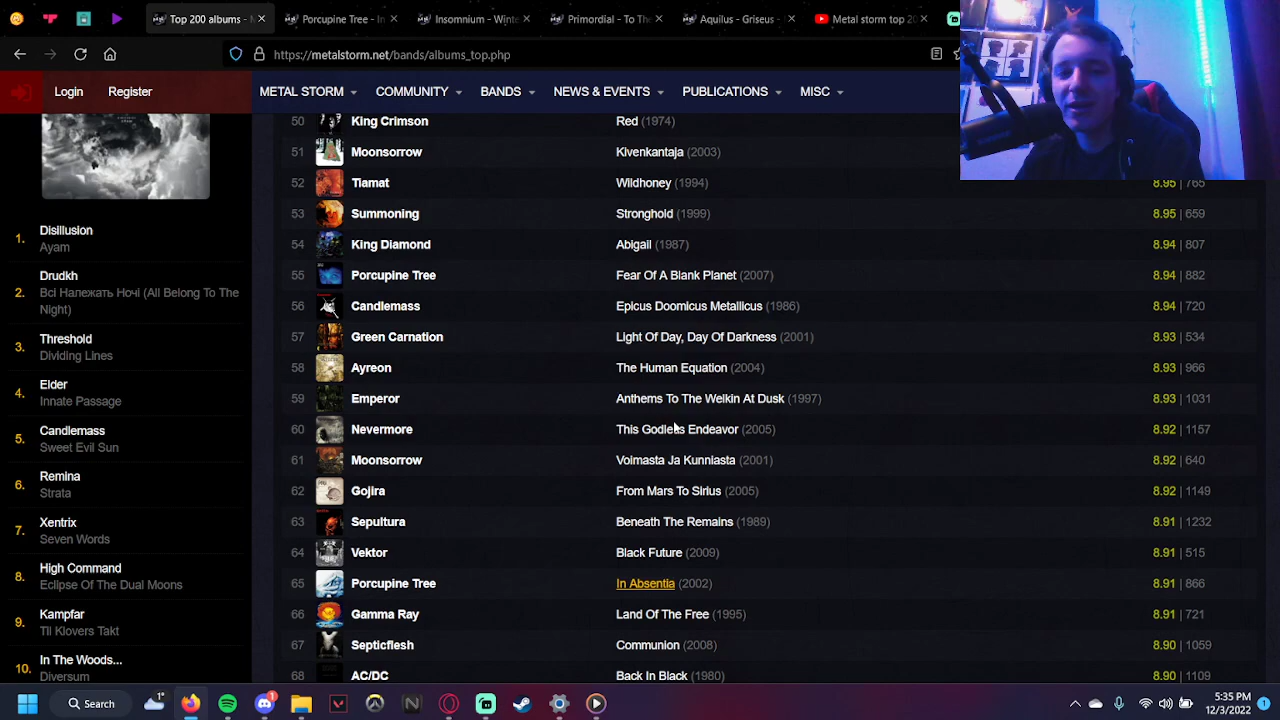 Top 200 albums - M
Porcupine Tree - In
Insomnium - Winte
Primordial - To The
Aquilus - Griseus -
Metal storm top 20
https://metalstorm.net/bands/albums_top.php
Login
Register
METAL STORM
COMMUNITY
BANDS
NEWS & EVENTS
PUBLICATIONS
MISC
1. Disillusion
Ayam
2. Drudkh
Всі Належать Ночі (All Belong To The
Night)
3. Threshold
Dividing Lines
4. Elder
Innate Passage
5. Candlemass
Sweet Evil Sun
6. Remina
Strata
7. Xentrix
Seven Words
8. High Command
Eclipse Of The Dual Moons
9. Kampfar
Til Klovers Takt
10. In The Woods...
Diversum
50 King Crimson Red (1974)
51 Moonsorrow Kivenkantaja (2003)
52 Tiamat Wildhoney (1994) 8.95 | 765
53 Summoning Stronghold (1999) 8.95 | 659
54 King Diamond Abigail (1987) 8.94 | 807
55 Porcupine Tree Fear Of A Blank Planet (2007) 8.94 | 882
56 Candlemass Epicus Doomicus Metallicus (1986) 8.94 | 720
57 Green Carnation Light Of Day, Day Of Darkness (2001) 8.93 | 534
58 Ayreon The Human Equation (2004) 8.93 | 966
59 Emperor Anthems To The Welkin At Dusk (1997) 8.93 | 1031
60 Nevermore This Godless Endeavor (2005) 8.92 | 1157
61 Moonsorrow Voimasta Ja Kunniasta (2001) 8.92 | 640
62 Gojira From Mars To Sirius (2005) 8.92 | 1149
63 Sepultura Beneath The Remains (1989) 8.91 | 1232
64 Vektor Black Future (2009) 8.91 | 515
65 Porcupine Tree In Absentia (2002) 8.91 | 866
66 Gamma Ray Land Of The Free (1995) 8.91 | 721
67 Septicflesh Communion (2008) 8.90 | 1059
68 AC/DC Back In Black (1980) 8.90 | 1109
Search
5:35 PM
12/3/2022